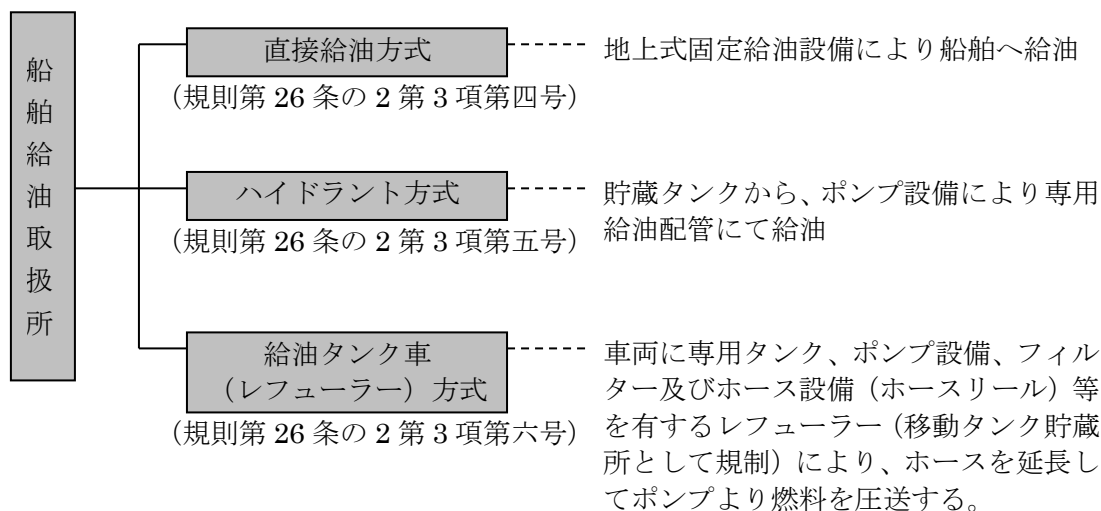 船舶給油取扱所
直接給油方式
地上式固定給油設備により船舶へ給油
(規則第 26 条の 2 第 3 項第四号)
ハイドラント方式
貯蔵タンクから、ポンプ設備により専用
給油配管にて給油
(規則第 26 条の 2 第 3 項第五号)
給油タンク車
（レフューラー）方式
車両に専用タンク、ポンプ設備、フィル
ター及びホース設備（ホースリール）等
を有するレフューラー（移動タンク貯蔵
所として規制）により、ホースを延長し
てポンプより燃料を圧送する。
(規則第 26 条の 2 第 3 項第六号)